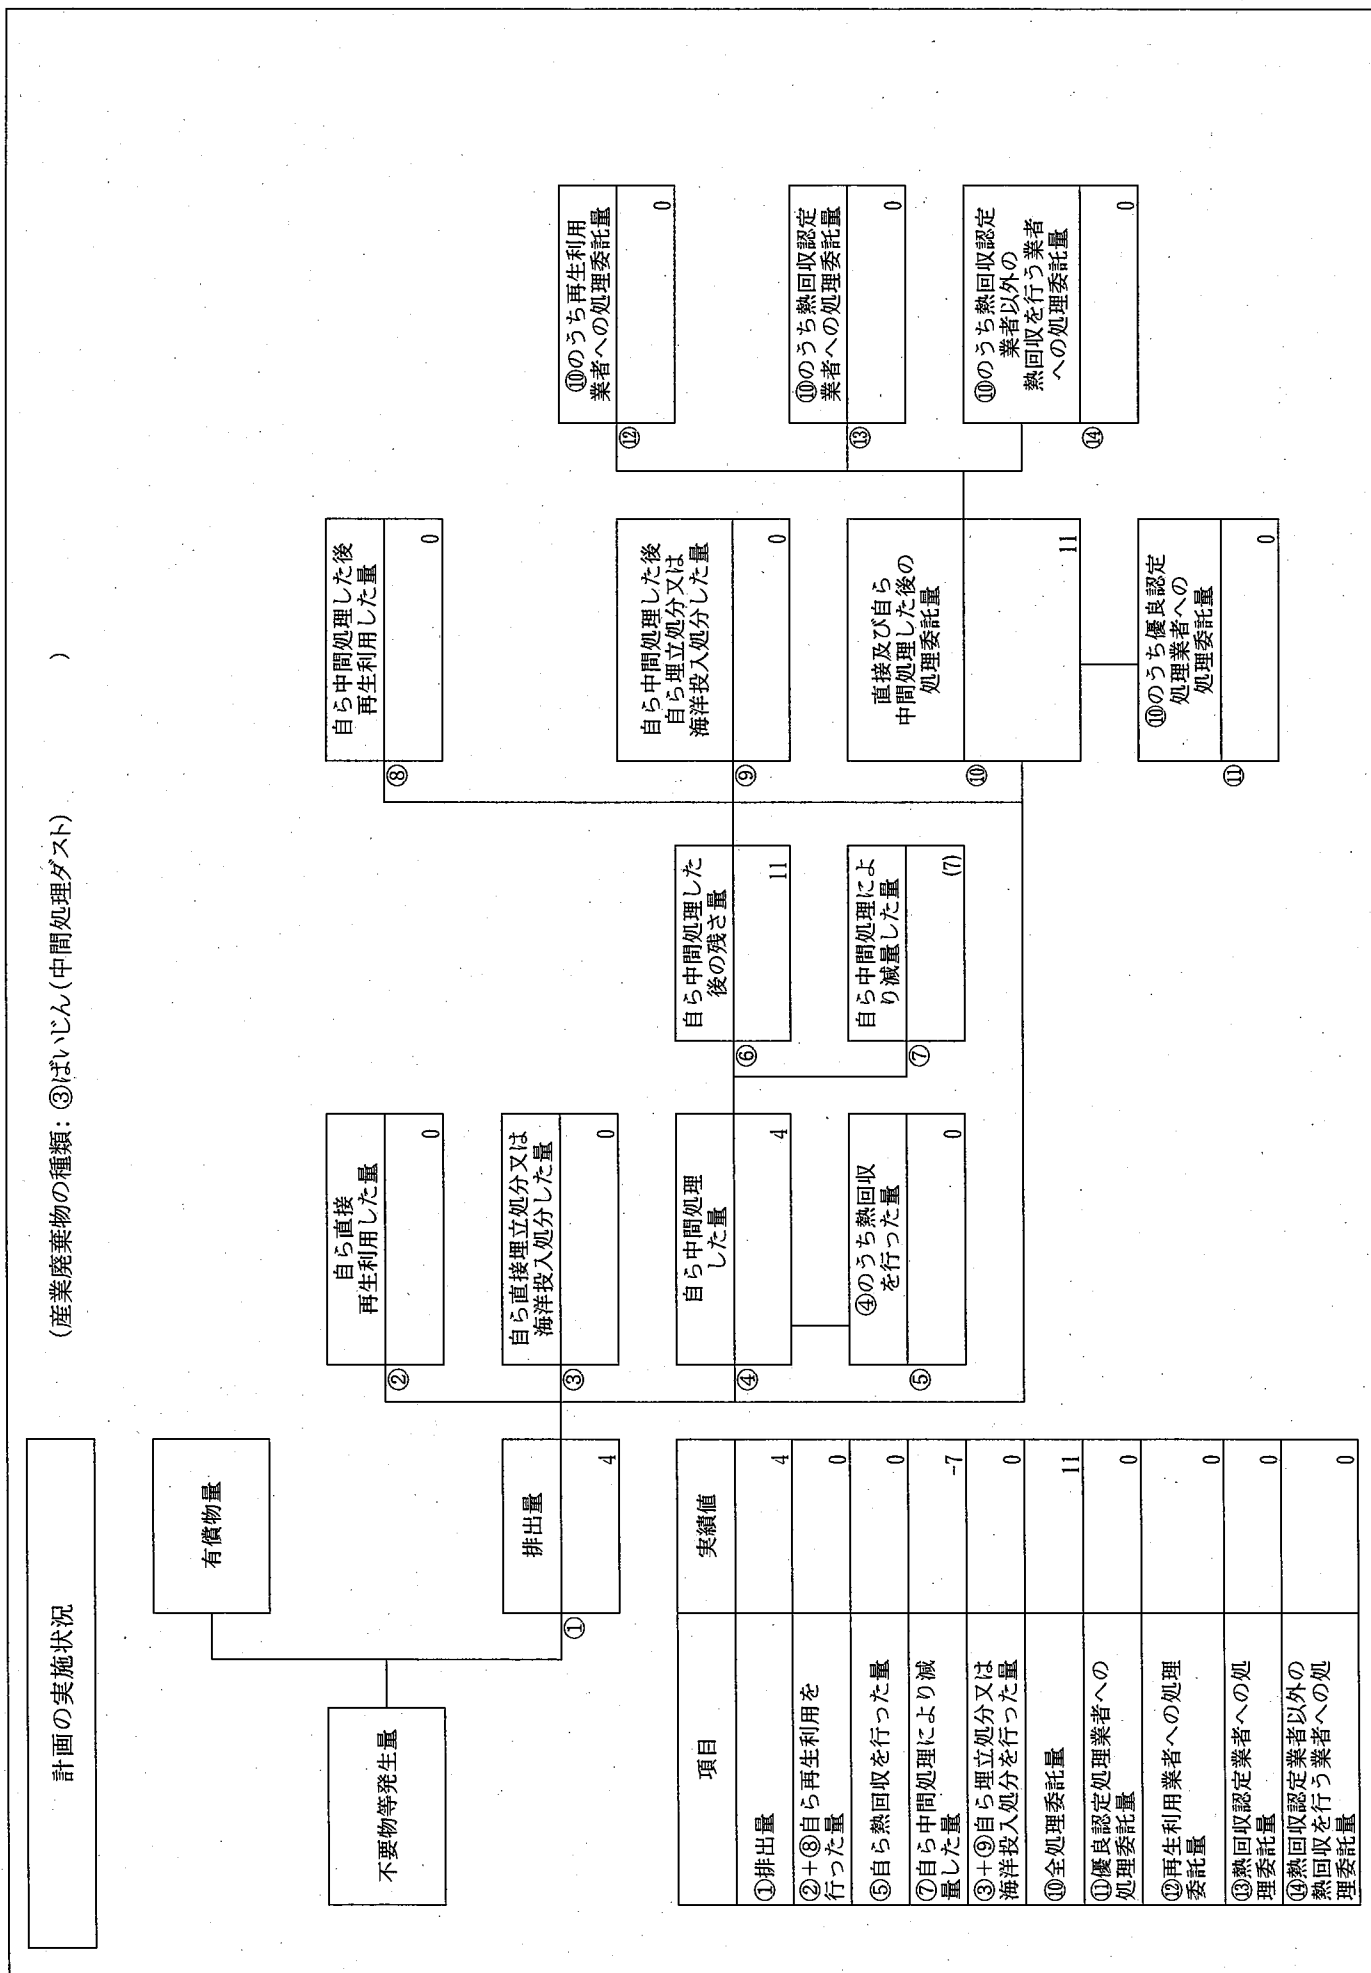 計画の実施状況
(産業廃棄物の種類：③ばいじん(中間処理ダスト) )
不要物等発生量
有償物量
①
排出量
4
②
自ら直接
再生利用した量
0
③
自ら直接埋立処分又は
海洋投入処分した量
0
④
自ら中間処理
した量
4
⑤
④のうち熱回収
を行った量
0
⑥
自ら中間処理した
後の残さ量
11
⑦
自ら中間処理によ
り減量した量
(7)
⑧
自ら中間処理した後
再生利用した量
0
⑨
自ら中間処理した後
自ら埋立処分又は
海洋投入処分した量
0
⑩
直接及び自ら
中間処理した後の
処理委託量
11
⑪
⑩のうち優良認定
処理業者への
処理委託量
0
⑫
⑩のうち再生利用
業者への処理委託量
0
⑬
⑩のうち熱回収認定
業者への処理委託量
0
⑭
⑩のうち熱回収認定
業者以外の
熱回収を行う業者
への処理委託量
0
項目 実績値
①排出量 4
②+⑧自ら再生利用を
行った量 0
⑤自ら熱回収を行った量 0
⑦自ら中間処理により減
量した量 -7
③+⑨自ら埋立処分又は
海洋投入処分を行った量 0
⑩全処理委託量 11
⑪優良認定処理業者への
処理委託量 0
⑫再生利用業者への処理
委託量 0
⑬熱回収認定業者への処
理委託量 0
⑭熱回収認定業者以外の
熱回収を行う業者への処
理委託量 0